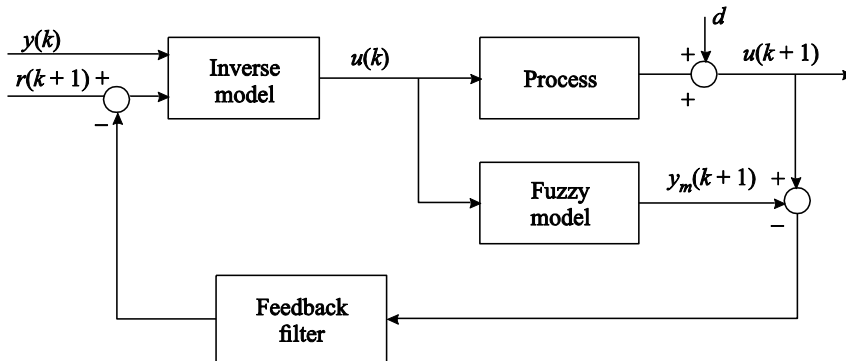 d
y(k)
u(k)
u(k + 1)
Inverse
model
Process
+
+
r(k + 1) +
−
Fuzzy
model
y_m(k + 1)
+
−
Feedback
filter